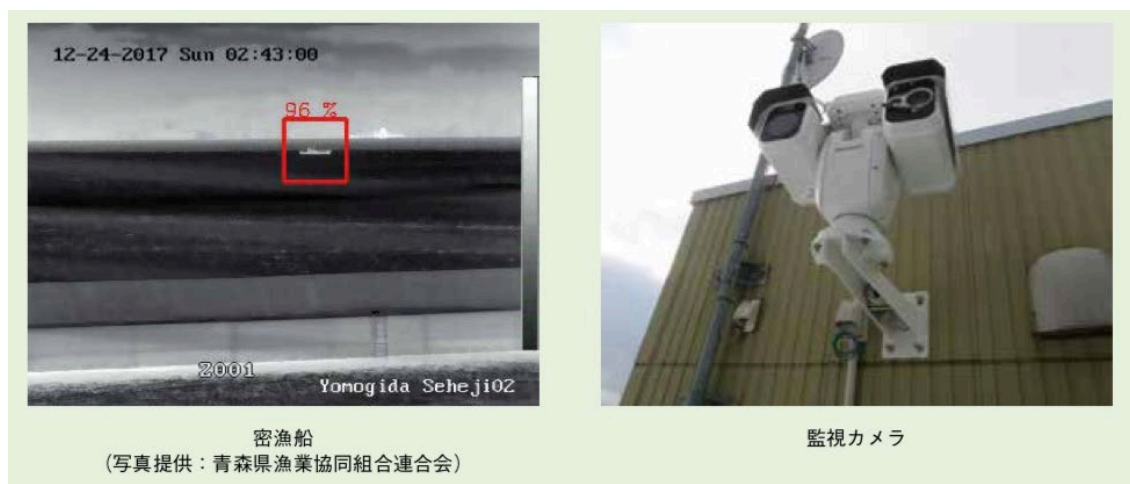 12-24-2017 Sun 02:43:00
96 %
Z001
Yomogida Seheji02
密漁船
(写真提供:青森県漁業協同組合連合会)
監視カメラ